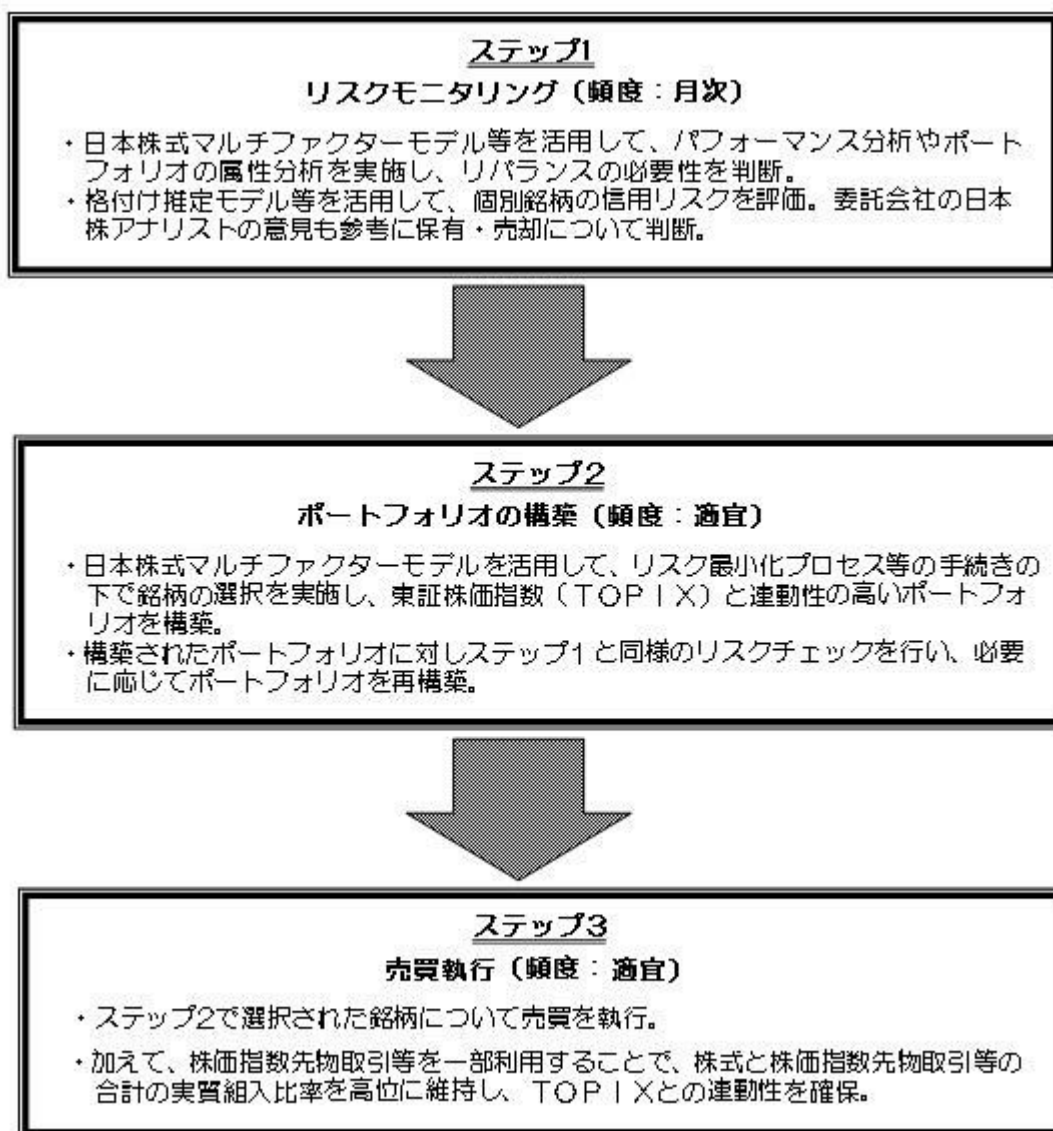 ステップ1
リスクモニタリング（頻度：月次）
・日本株式マルチファクターモデル等を活用して、パフォーマンス分析やポート
フォリオの属性分析を実施し、リバランスの必要性を判断。
・格付け推定モデル等を活用して、個別銘柄の信用リスクを評価。委託会社の日本
株アナリストの意見も参考に保有・売却について判断。
ステップ2
ポートフォリオの構築（頻度：適宜）
・日本株式マルチファクターモデルを活用して、リスク最小化プロセス等の手続きの
下で銘柄の選択を実施し、東証株価指数（ＴＯＰＩＸ）と連動性の高いポートフォ
リオを構築。
・構築されたポートフォリオに対しステップ1と同様のリスクチェックを行い、必要
に応じてポートフォリオを再構築。
ステップ3
売買執行（頻度：適宜）
・ステップ2で選択された銘柄について売買を執行。
・加えて、株価指数先物取引等を一部利用することで、株式と株価指数先物取引等の
合計の実質組入比率を高位に維持し、ＴＯＰＩＸとの連動性を確保。